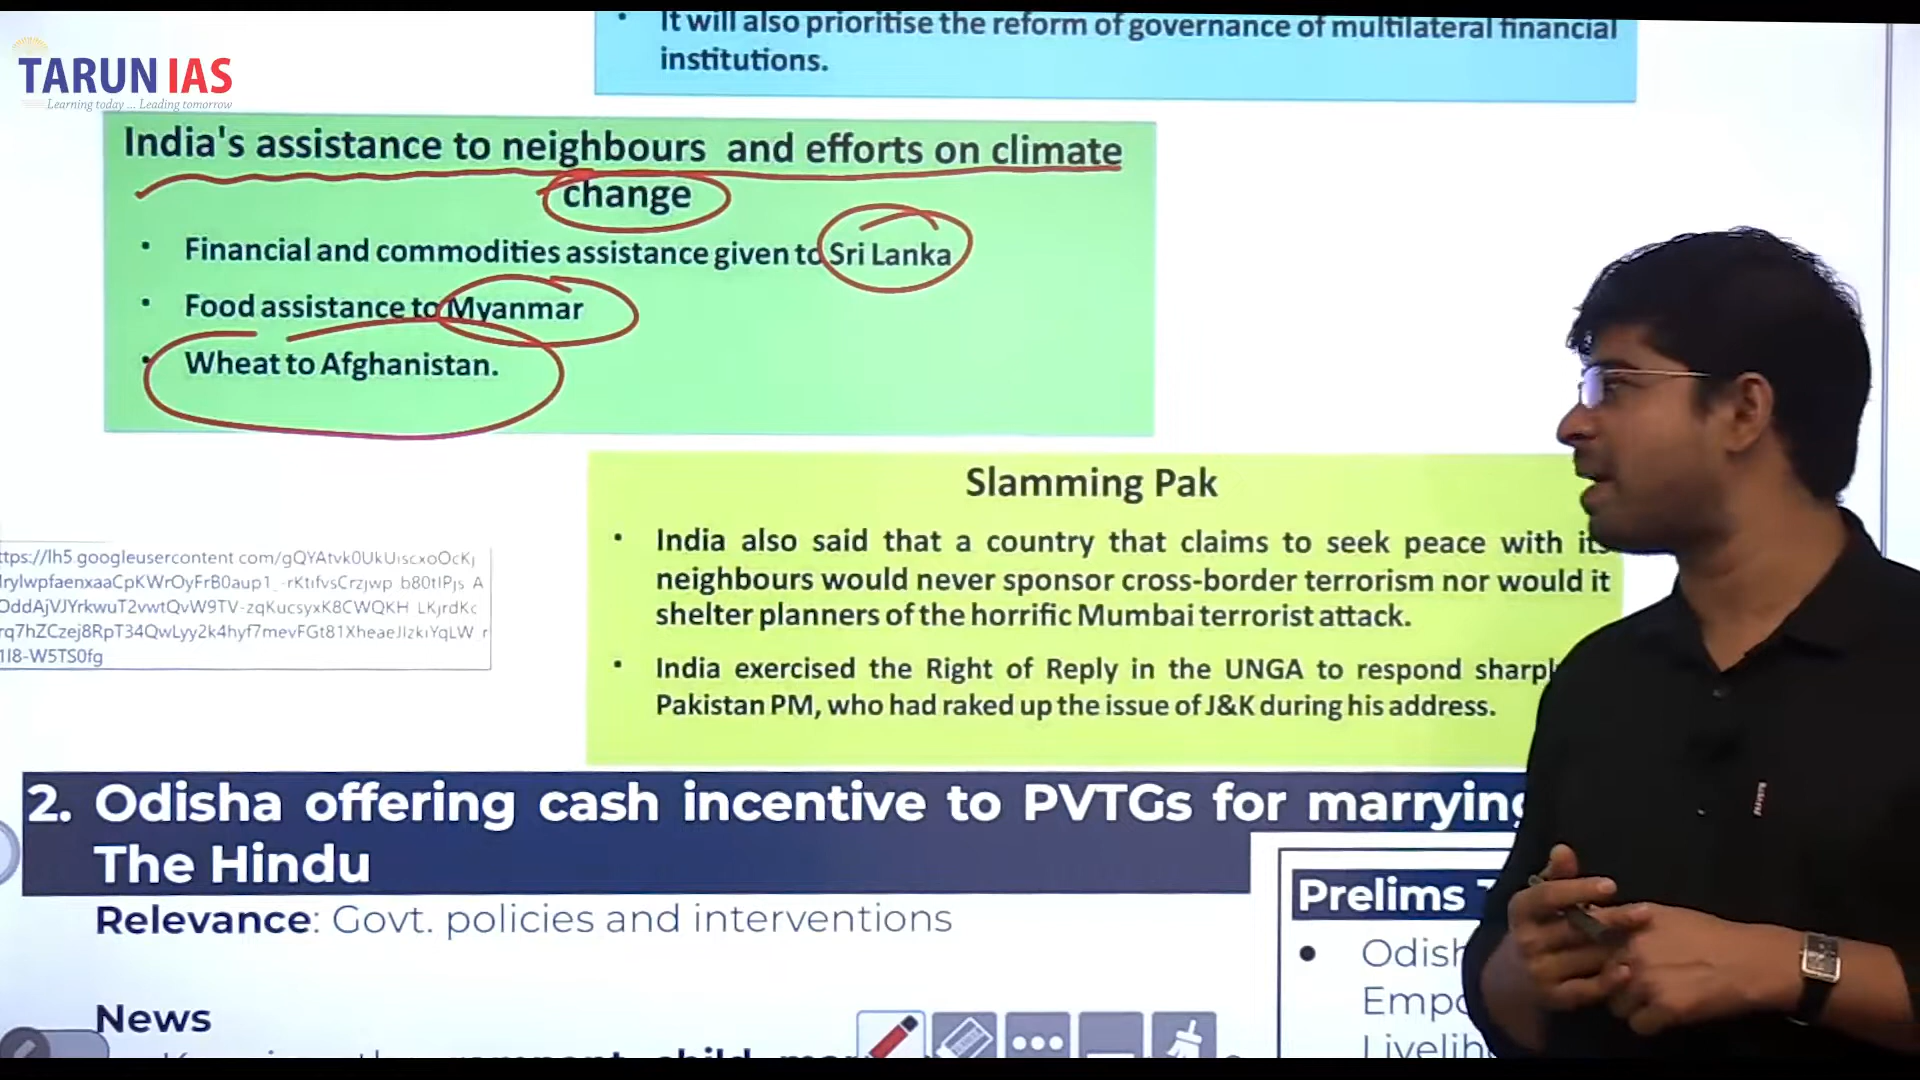 It will also prioritise the reform of governance of multilateral financial
institutions.
TARUN IAS
Learning today ... Leading tomorrow
India's assistance to neighbours and efforts on climate
change
• Financial and commodities assistance given to Sri Lanka
• Food assistance to Myanmar
• Wheat to Afghanistan.
Slamming Pak
• India also said that a country that claims to seek peace with its
neighbours would never sponsor cross-border terrorism nor would it
shelter planners of the horrific Mumbai terrorist attack.
• India exercised the Right of Reply in the UNGA to respond
Pakistan PM, who had raked up the issue of J&K during his address.
2. Odisha offering cash incentive to PVTGs for marrying
The Hindu
Relevance: Govt. policies and interventions
Prelims
News